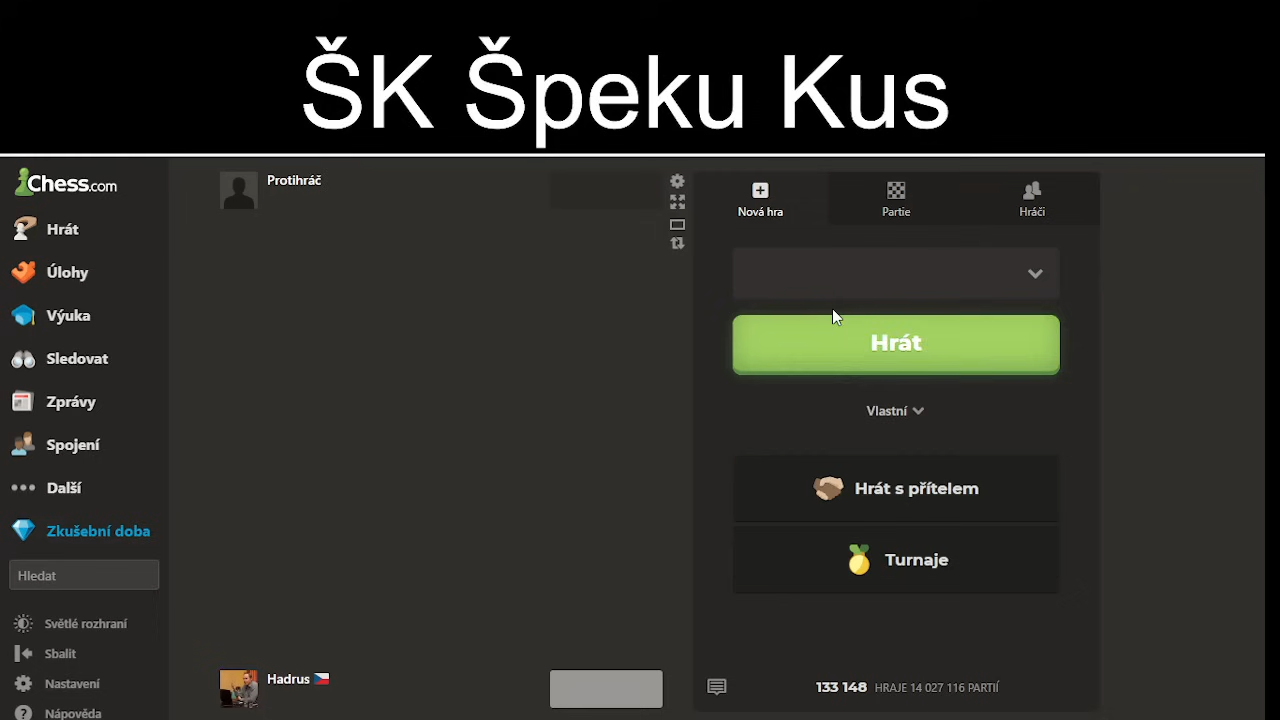 ŠK Špeku Kus
Chess.com
Hrát
Úlohy
Výuka
Sledovat
Zprávy
Spojení
Další
Zkušební doba
Hledat
Světlé rozhraní
Sbalit
Nastavení
Nápověda
Protihráč
Hadrus
Nová hra
Partie
Hráči
Hrát
Vlastní
Hrát s přítelem
Turnaje
133 148 HRAJE 14 027 116 PARTIÍ